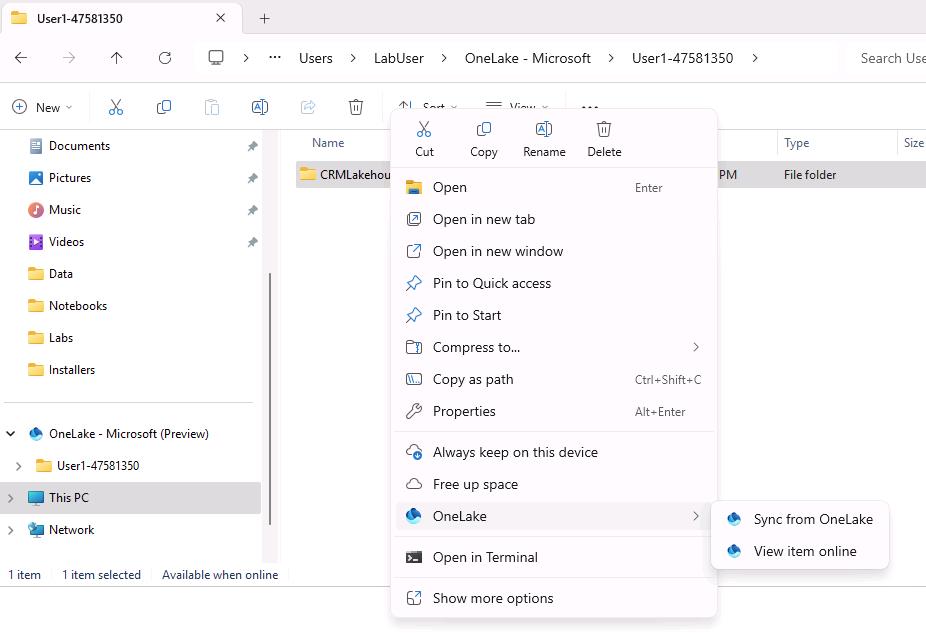 User1-47581350
Users
LabUser
OneLake - Microsoft
User1-47581350
Search Use
New
Sort
View
Documents
Pictures
Music
Videos
Data
Notebooks
Labs
Installers
OneLake - Microsoft (Preview)
User1-47581350
This PC
Network
Name
Type
Size
CRMLakehou
PM
File folder
Cut
Copy
Rename
Delete
Open Enter
Open in new tab
Open in new window
Pin to Quick access
Pin to Start
Compress to...
Copy as path Ctrl+Shift+C
Properties Alt+Enter
Always keep on this device
Free up space
OneLake
Open in Terminal
Show more options
Sync from OneLake
View item online
1 item 1 item selected Available when online